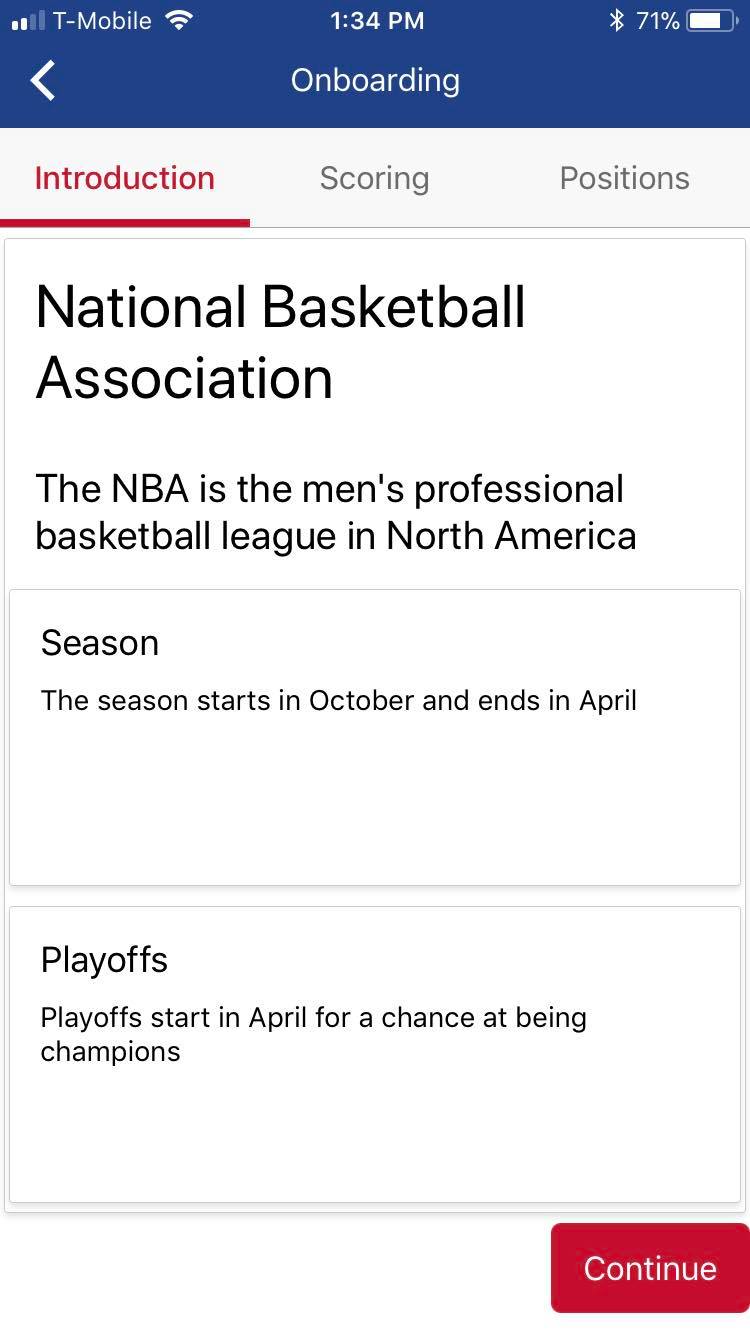 T-Mobile 1:34 PM 71%
Onboarding
Introduction Scoring Positions
National Basketball
Association
The NBA is the men's professional
basketball league in North America
Season
The season starts in October and ends in April
Playoffs
Playoffs start in April for a chance at being
champions
Continue